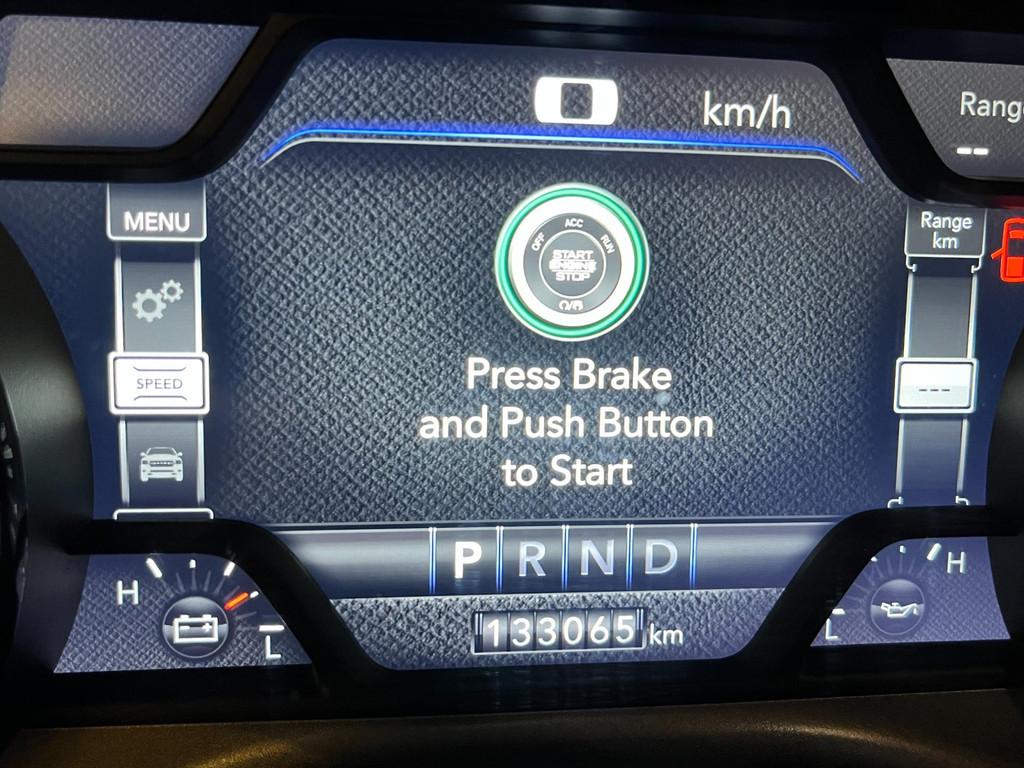 0 km/h
Rang
--
MENU
Range
km
OFF ACC RUN
START
ENGINE
STOP
SPEED
---
Press Brake
and Push Button
to Start
P R N D
H
L
133065 km
H
L